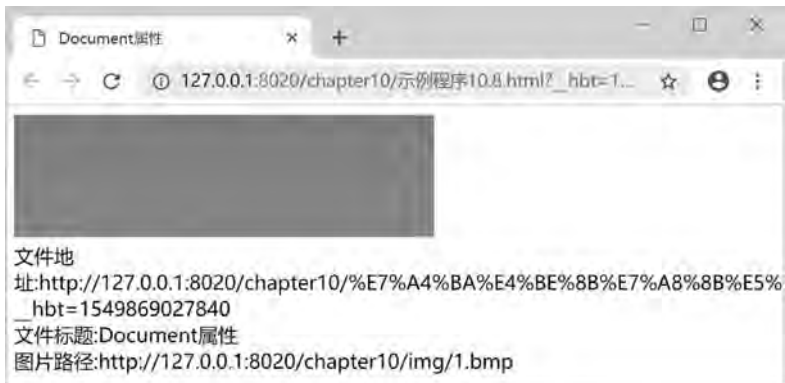 Document属性
127.0.0.1:8020/chapter10/示例程序10.8.html?__hbt=1...
文件地
址:http://127.0.0.1:8020/chapter10/%E7%A4%BA%E4%BE%8B%E7%A8%8B%E5%
__hbt=1549869027840
文件标题:Document属性
图片路径:http://127.0.0.1:8020/chapter10/img/1.bmp